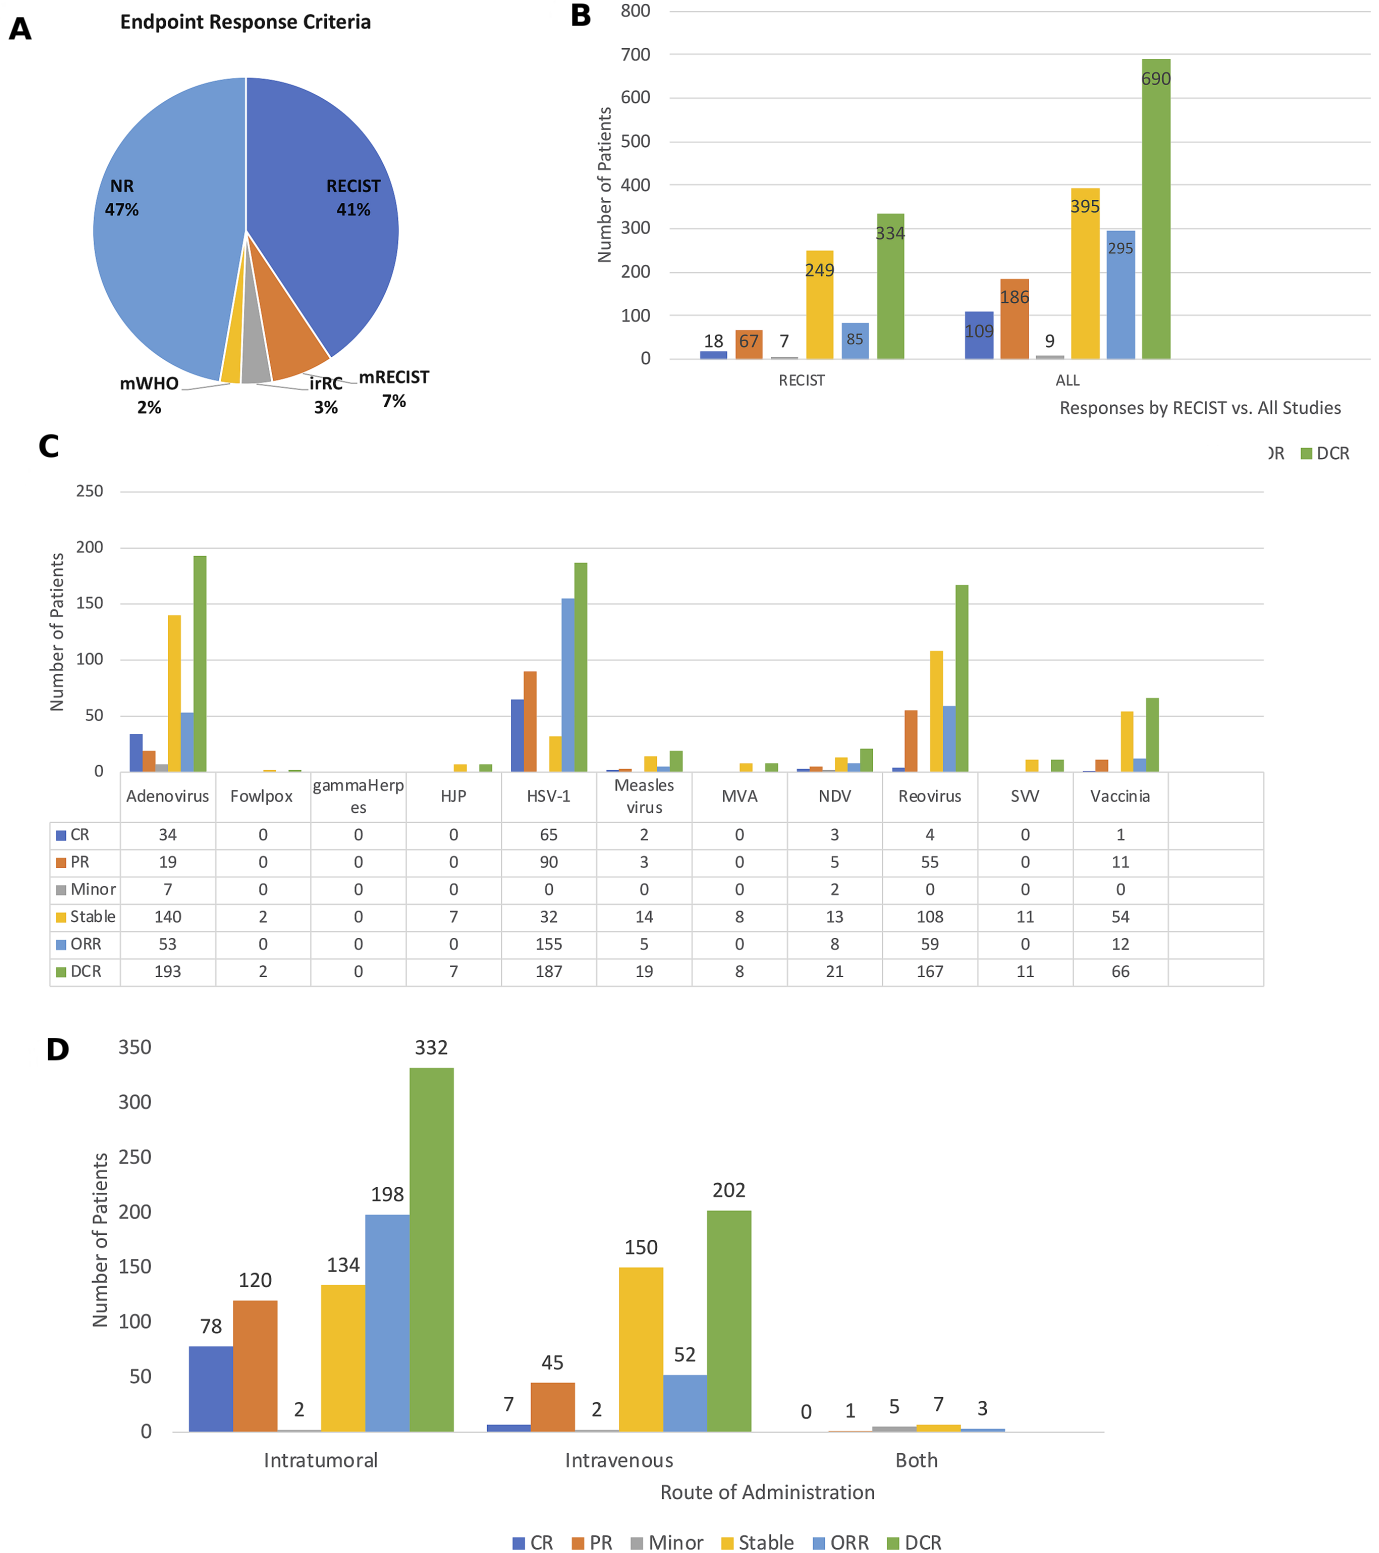 A
Endpoint Response Criteria
NR
47%
RECIST
41%
mWHO
2%
irRC
3%
mRECIST
7%
B
Number of Patients
800
700
600
500
400
300
200
100
0
18
67
7
249
85
334
109
186
9
395
295
690
RECIST
ALL
Responses by RECIST vs. All Studies
DCR
C
Number of Patients
250
200
150
100
50
0
Adenovirus Fowlpox gammaHerp HJP HSV-1 Measles MVA NDV Reovirus SVV Vaccinia
es virus
CR 34 0 0 0 65 2 0 3 4 0 1
PR 19 0 0 0 90 3 0 5 55 0 11
Minor 7 0 0 0 0 0 0 2 0 0 0
Stable 140 2 0 7 32 14 8 13 108 11 54
ORR 53 0 0 0 155 5 0 8 59 0 12
DCR 193 2 0 7 187 19 8 21 167 11 66
D
Number of Patients
350
300
250
200
150
100
50
0
78
120
2
134
198
332
7
45
2
150
52
202
0
1
5
7
3
Intratumoral
Intravenous
Both
Route of Administration
CR PR Minor Stable ORR DCR